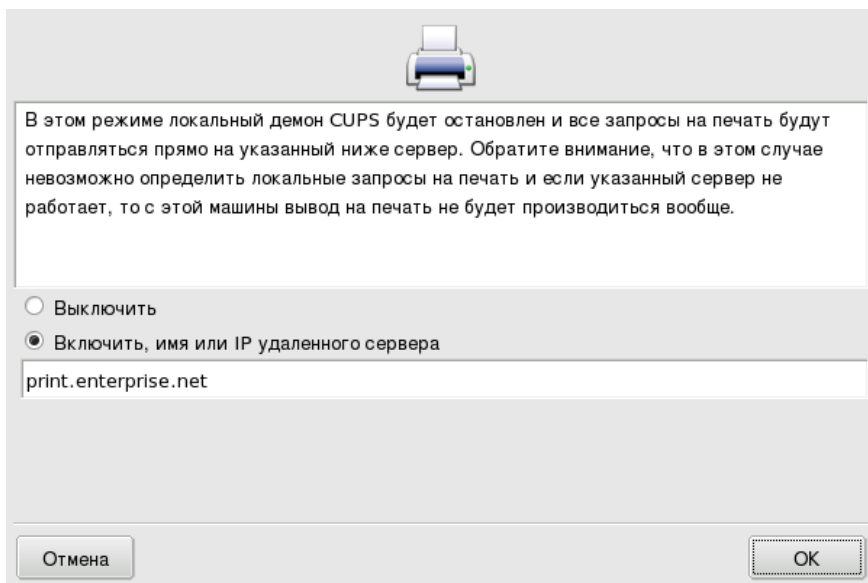 В этом режиме локальный демон CUPS будет остановлен и все запросы на печать будут
отправляться прямо на указанный ниже сервер. Обратите внимание, что в этом случае
невозможно определить локальные запросы на печать и если указанный сервер не
работает, то с этой машины вывод на печать не будет производиться вообще.
Выключить
Включить, имя или IP удаленного сервера
print.enterprise.net
Отмена
OK